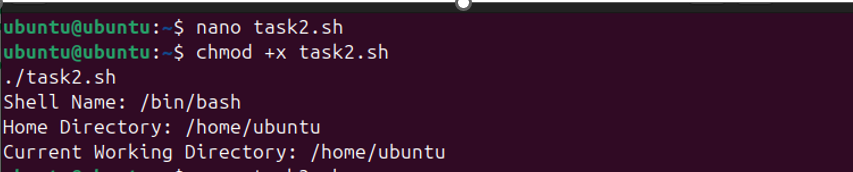 ubuntu@ubuntu:~$ nano task2.sh
ubuntu@ubuntu:~$ chmod +x task2.sh
./task2.sh
Shell Name: /bin/bash
Home Directory: /home/ubuntu
Current Working Directory: /home/ubuntu